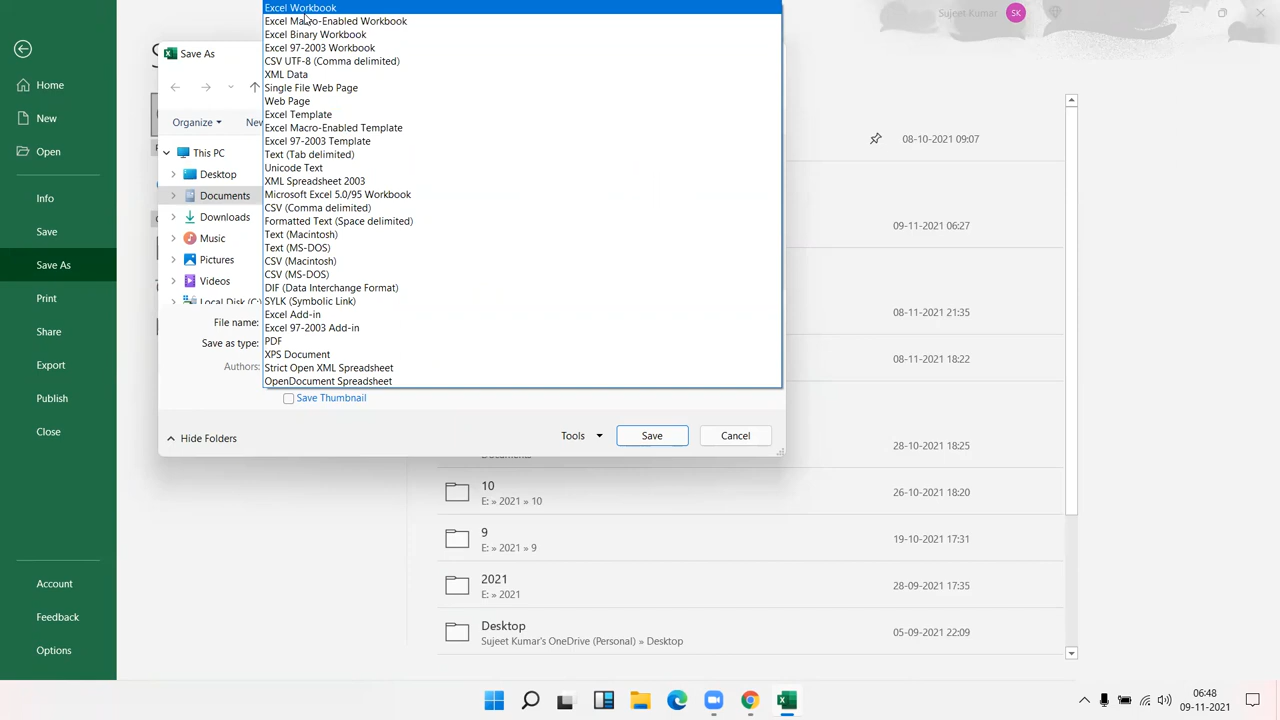 Sujeet Kumar SK
Home
New
Open
Info
Save
Save As
Print
Share
Export
Publish
Close
Account
Feedback
Options
Save As
Organize
This PC
Desktop
Documents
Downloads
Music
Pictures
Videos
Local Disk (C:)
File name:
Save as type:
Authors:
Excel Workbook
Excel Macro-Enabled Workbook
Excel Binary Workbook
Excel 97-2003 Workbook
CSV UTF-8 (Comma delimited)
XML Data
Single File Web Page
Web Page
Excel Template
Excel Macro-Enabled Template
Excel 97-2003 Template
Text (Tab delimited)
Unicode Text
XML Spreadsheet 2003
Microsoft Excel 5.0/95 Workbook
CSV (Comma delimited)
Formatted Text (Space delimited)
Text (Macintosh)
Text (MS-DOS)
CSV (Macintosh)
CSV (MS-DOS)
DIF (Data Interchange Format)
SYLK (Symbolic Link)
Excel Add-in
Excel 97-2003 Add-in
PDF
XPS Document
Strict Open XML Spreadsheet
OpenDocument Spreadsheet
Save Thumbnail
Hide Folders
Tools
Save
Cancel
08-10-2021 09:07
09-11-2021 06:27
08-11-2021 21:35
08-11-2021 18:22
28-10-2021 18:25
Documents
10
E: » 2021 » 10
26-10-2021 18:20
9
E: » 2021 » 9
19-10-2021 17:31
2021
E: » 2021
28-09-2021 17:35
Desktop
Sujeet Kumar's OneDrive (Personal) » Desktop
05-09-2021 22:09
06:48
09-11-2021